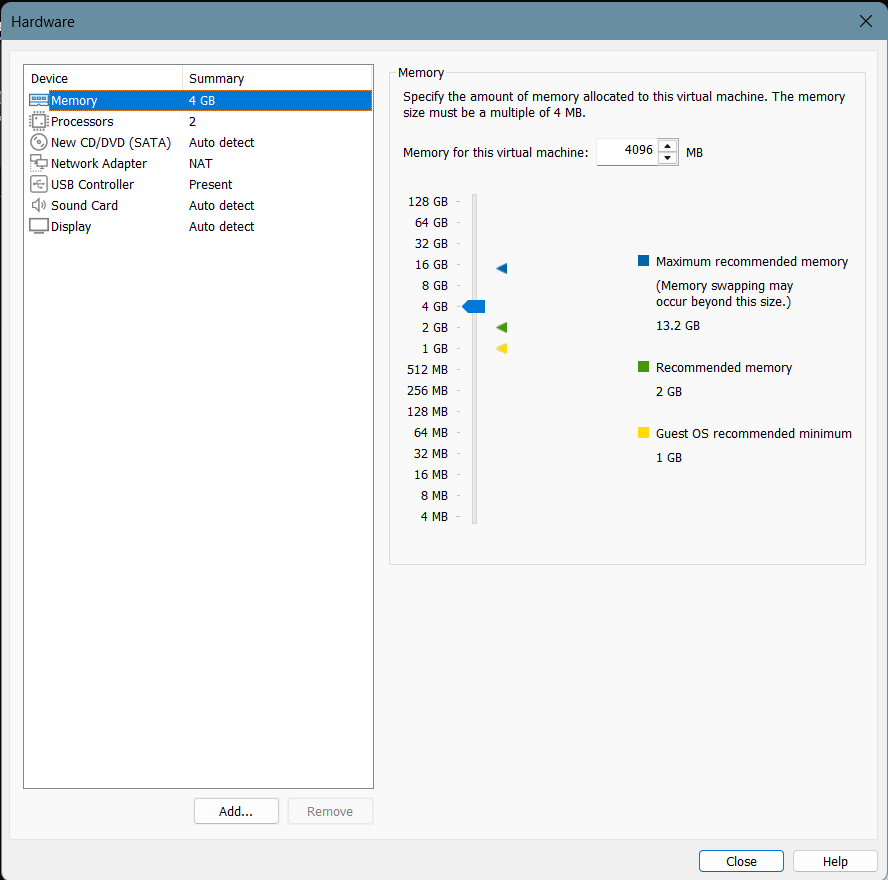 Hardware
Device Summary
Memory 4 GB
Processors 2
New CD/DVD (SATA) Auto detect
Network Adapter NAT
USB Controller Present
Sound Card Auto detect
Display Auto detect
Add...
Remove
Memory
Specify the amount of memory allocated to this virtual machine. The memory
size must be a multiple of 4 MB.
Memory for this virtual machine: 4096 MB
128 GB
64 GB
32 GB
16 GB
8 GB
4 GB
2 GB
1 GB
512 MB
256 MB
128 MB
64 MB
32 MB
16 MB
8 MB
4 MB
Maximum recommended memory
(Memory swapping may
occur beyond this size.)
13.2 GB
Recommended memory
2 GB
Guest OS recommended minimum
1 GB
Close
Help